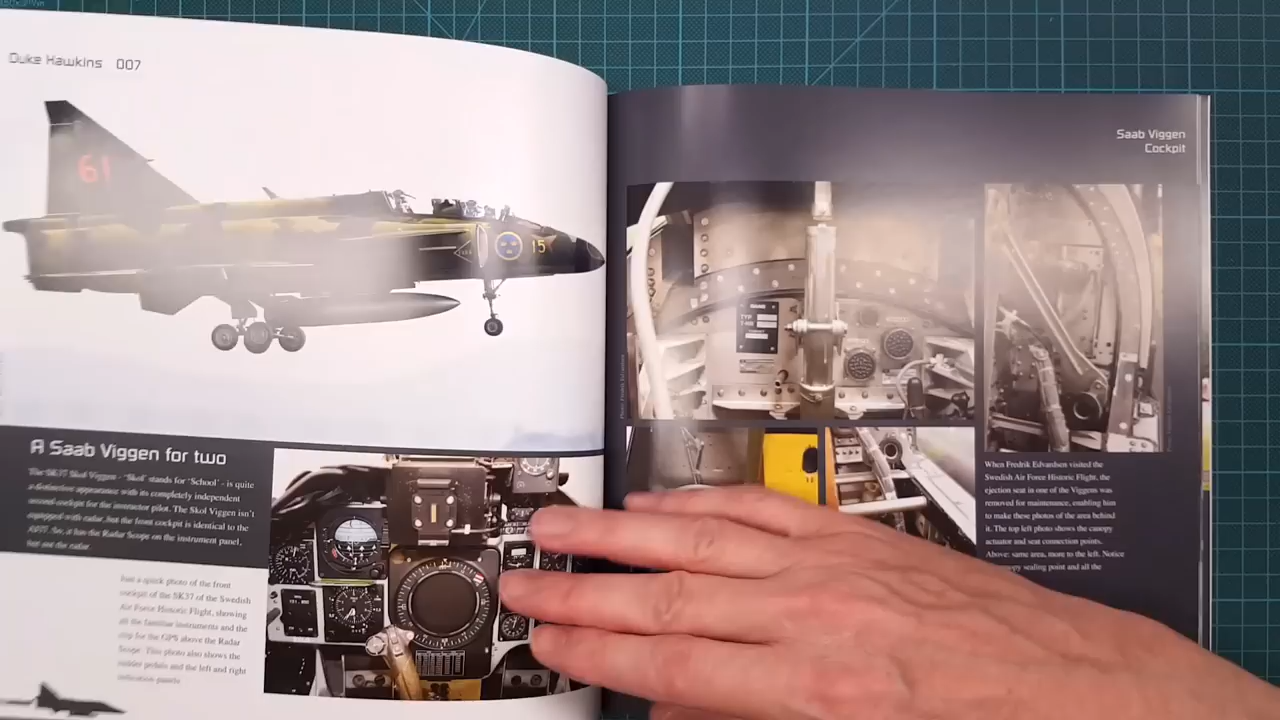 Duke Hawkins 007
61
15
A Saab Viggen for two
The SK37 Skol Viggen - 'Skol' stands for 'School' - is quite
a distinctive appearance with its completely independent
second cockpit for the instructor pilot. The Skol Viggen isn't
equipped with radar, but the front cockpit is identical to the
so, it has the Radar Scope on the instrument panel,
but not the radar.
Just a quick photo of the front
cockpit of the SK37 of the Swedish
Air Force Historic Flight, showing
all the familiar instruments and the
clip for the GPS above the Radar
Scope. This photo also shows the
rudder pedals and the left and right
indication panels
Saab Viggen
Cockpit
When Fredrik Edvardsen visited the
Swedish Air Force Historic Flight, the
ejection seat in one of the Viggens was
removed for maintenance, enabling him
to make these photos of the area behind
it. The top left photo shows the canopy
actuator and seat connection points.
Above: same area, more to the left. Notice
sealing point and all the